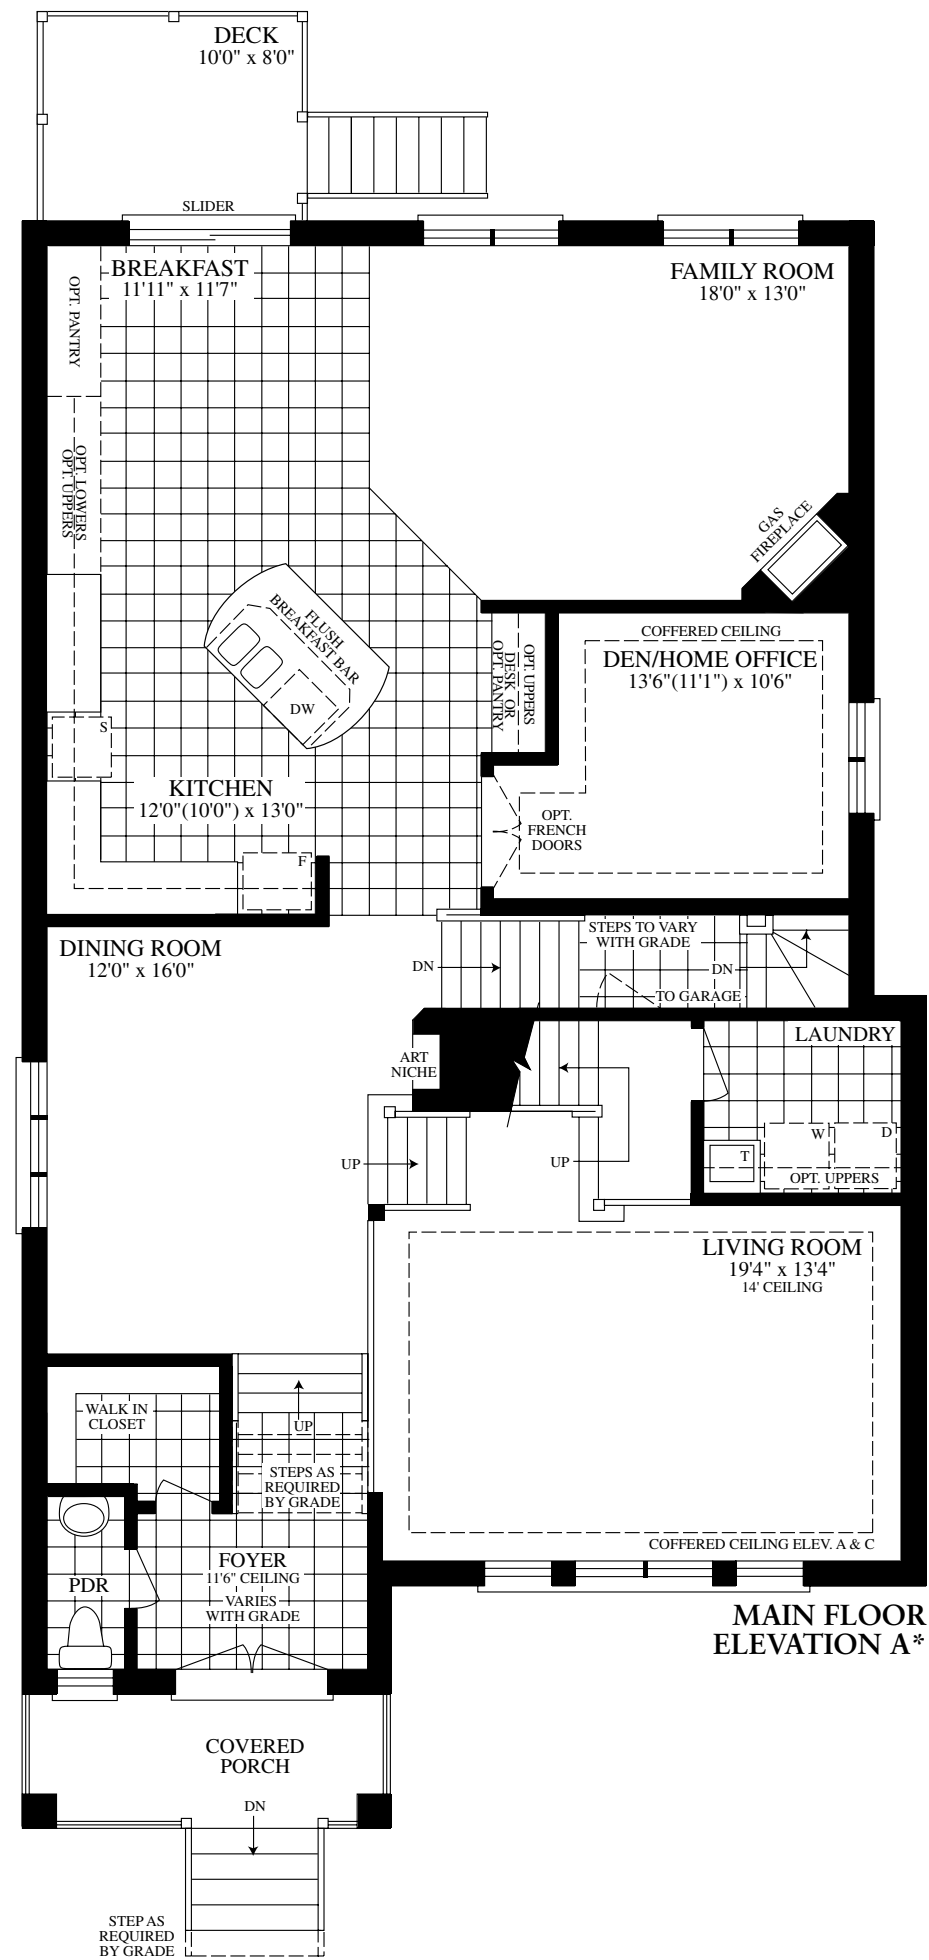 DECK
10'0" x 8'0"
SLIDER
BREAKFAST
11'11" x 11'7"
FAMILY ROOM
18'0" x 13'0"
OPT. PANTRY
OPT. LOWERS
OPT. UPPERS
GAS
FIREPLACE
FLUSH
BREAKFAST BAR
DW
OPT. UPPERS
DESK OR
OPT. PANTRY
COFFERED CEILING
DEN/HOME OFFICE
13'6"(11'1") x 10'6"
S
KITCHEN
12'0"(10'0") x 13'0"
OPT.
FRENCH
DOORS
F
DINING ROOM
12'0" x 16'0"
STEPS TO VARY
WITH GRADE
DN
DN
TO GARAGE
LAUNDRY
ART
NICHE
W
D
T
OPT. UPPERS
UP
UP
LIVING ROOM
19'4" x 13'4"
14' CEILING
WALK IN
CLOSET
UP
STEPS AS
REQUIRED
BY GRADE
COFFERED CEILING ELEV. A & C
FOYER
11'6" CEILING
VARIES
WITH GRADE
PDR
MAIN FLOOR
ELEVATION A*
COVERED
PORCH
DN
STEP AS
REQUIRED
BY GRADE